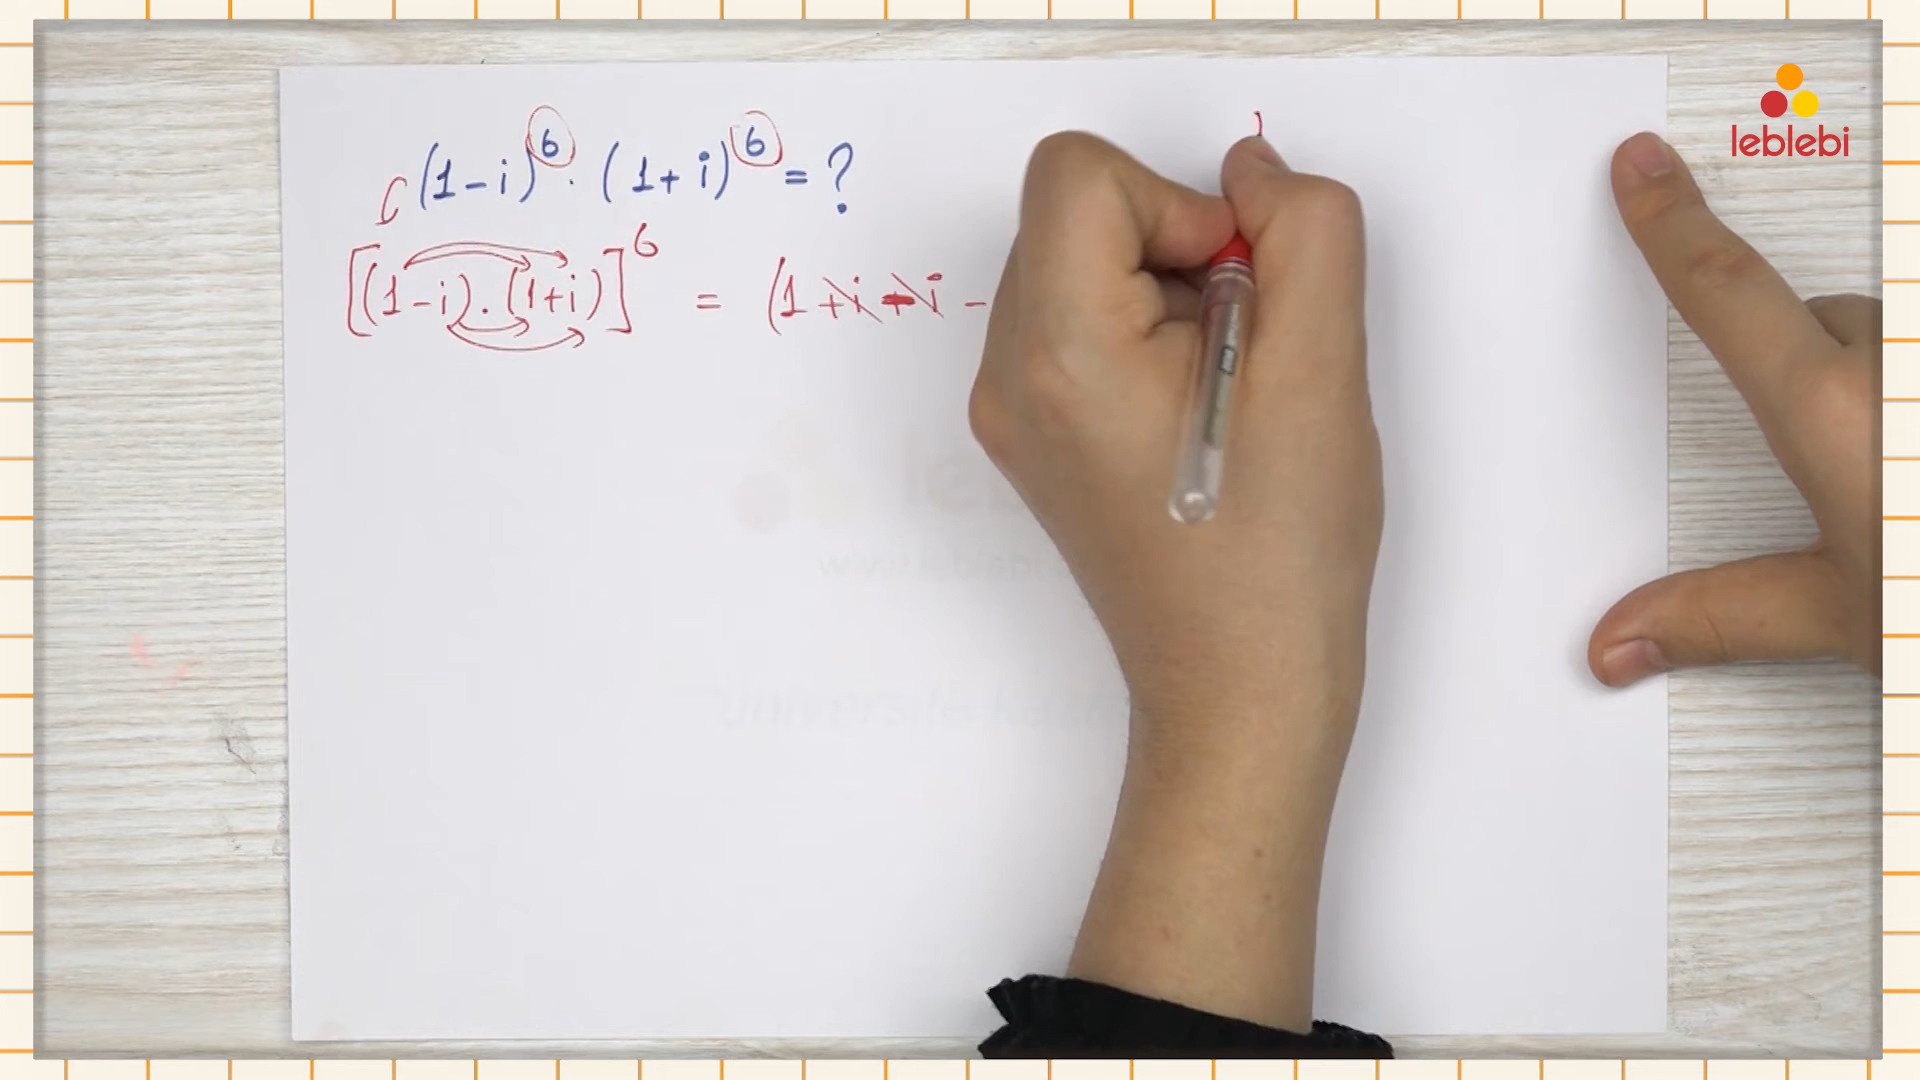 leblebi
(1-i)⁶ · (1+i)⁶ = ?
[(1-i).(1+i)]⁶ = (1+i-i-